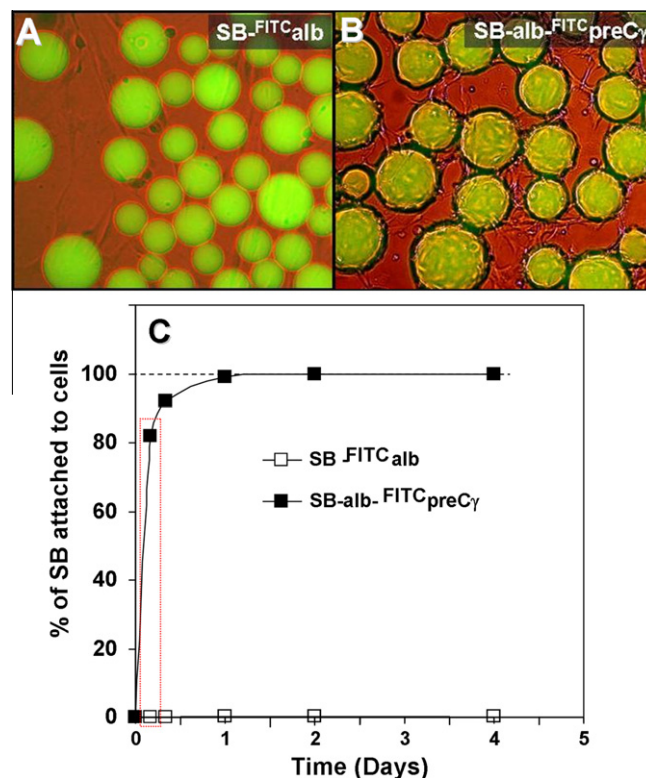 A
SB-FITCalb
B
SB-alb-FITCpreCγ
C
% of SB attached to cells
100
80
60
40
20
0
SB -FITCalb
SB-alb-FITCpreCγ
0
1
2
3
4
5
Time (Days)